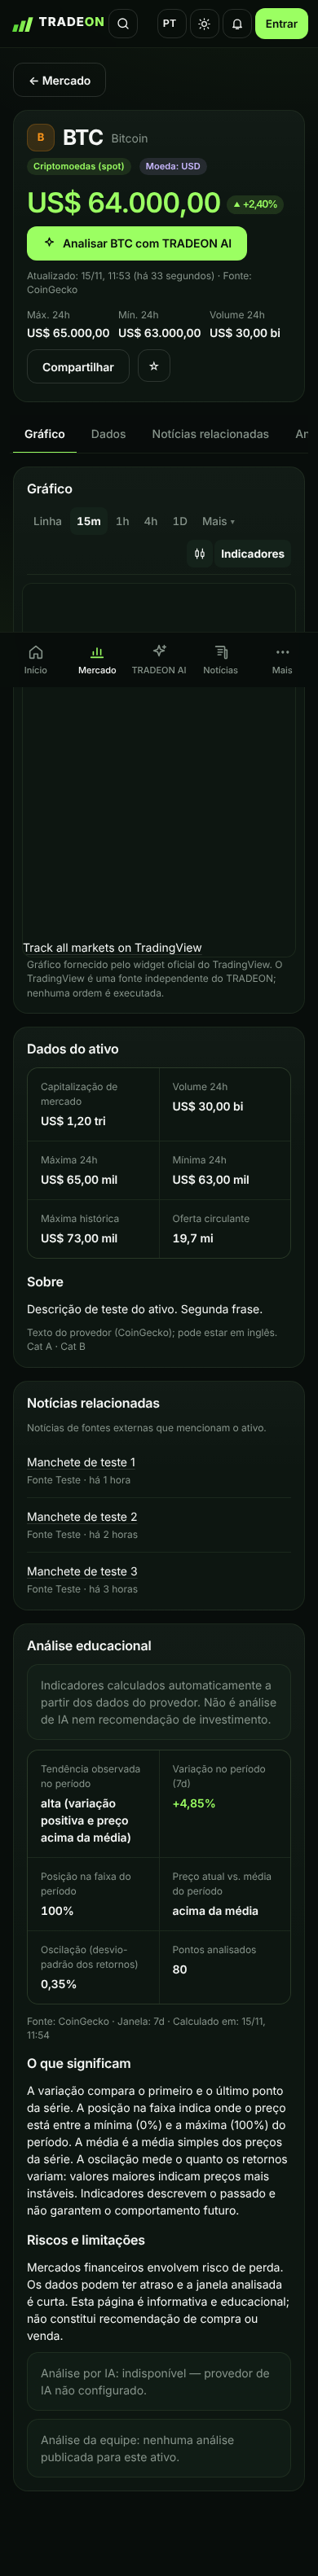 TRADEON
PT
Entrar
← Mercado
B
BTC Bitcoin
Criptomoedas (spot)
Moeda: USD
US$ 64.000,00
▲ +2,40%
Analisar BTC com TRADEON AI
Atualizado: 15/11, 11:53 (há 33 segundos) · Fonte:
CoinGecko
Máx. 24h
Mín. 24h
Volume 24h
US$ 65.000,00
US$ 63.000,00
US$ 30,00 bi
Compartilhar
☆
Gráfico
Dados
Notícias relacionadas
An
Gráfico
Linha
15m
1h
4h
1D
Mais ▾
Indicadores
Início
Mercado
TRADEON AI
Notícias
Mais
Track all markets on TradingView
Gráfico fornecido pelo widget oficial do TradingView. O
TradingView é uma fonte independente do TRADEON;
nenhuma ordem é executada.
Dados do ativo
Capitalização de
mercado
US$ 1,20 tri
Volume 24h
US$ 30,00 bi
Máxima 24h
US$ 65,00 mil
Mínima 24h
US$ 63,00 mil
Máxima histórica
US$ 73,00 mil
Oferta circulante
19,7 mi
Sobre
Descrição de teste do ativo. Segunda frase.
Texto do provedor (CoinGecko); pode estar em inglês.
Cat A · Cat B
Notícias relacionadas
Notícias de fontes externas que mencionam o ativo.
Manchete de teste 1
Fonte Teste · há 1 hora
Manchete de teste 2
Fonte Teste · há 2 horas
Manchete de teste 3
Fonte Teste · há 3 horas
Análise educacional
Indicadores calculados automaticamente a
partir dos dados do provedor. Não é análise
de IA nem recomendação de investimento.
Tendência observada
no período
alta (variação
positiva e preço
acima da média)
Variação no período
(7d)
+4,85%
Posição na faixa do
período
100%
Preço atual vs. média
do período
acima da média
Oscilação (desvio-
padrão dos retornos)
0,35%
Pontos analisados
80
Fonte: CoinGecko · Janela: 7d · Calculado em: 15/11,
11:54
O que significam
A variação compara o primeiro e o último ponto
da série. A posição na faixa indica onde o preço
está entre a mínima (0%) e a máxima (100%) do
período. A média é a média simples dos preços
da série. A oscilação mede o quanto os retornos
variam: valores maiores indicam preços mais
instáveis. Indicadores descrevem o passado e
não garantem o comportamento futuro.
Riscos e limitações
Mercados financeiros envolvem risco de perda.
Os dados podem ter atraso e a janela analisada
é curta. Esta página é informativa e educacional;
não constitui recomendação de compra ou
venda.
Análise por IA: indisponível — provedor de
IA não configurado.
Análise da equipe: nenhuma análise
publicada para este ativo.